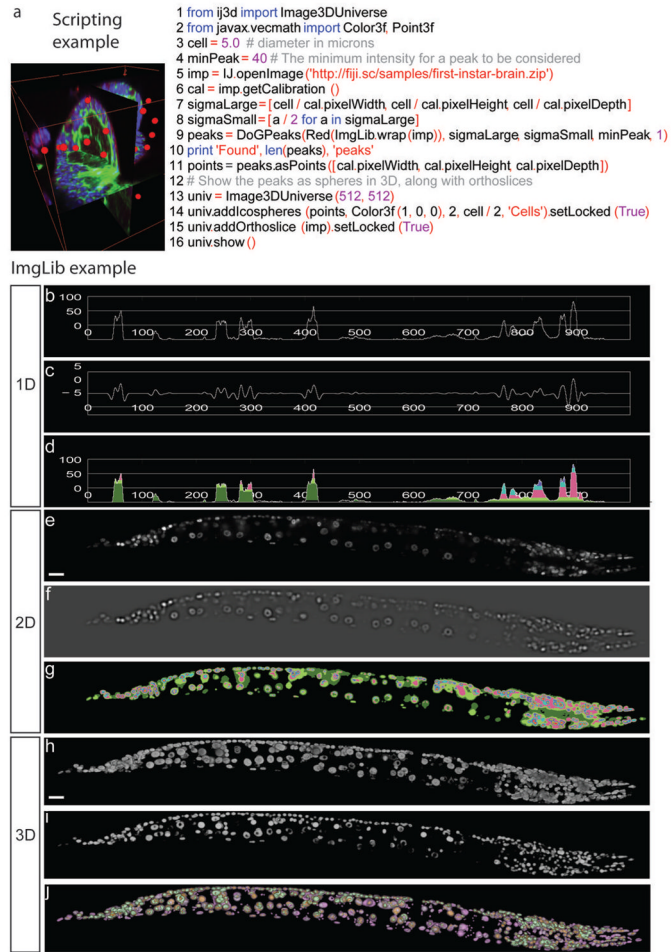 a
Scripting
example
1 from ij3d import Image3DUniverse
2 from javax.vecmath import Color3f, Point3f
3 cell = 5.0 # diameter in microns
4 minPeak = 40 # The minimum intensity for a peak to be considered
5 imp = IJ.openImage('http://fiji.sc/samples/first-instar-brain.zip')
6 cal = imp.getCalibration ()
7 sigmaLarge=[cell / cal.pixelWidth, cell / cal.pixelHeight, cell / cal.pixelDepth]
8 sigmaSmall=[a / 2 for a in sigmaLarge]
9 peaks = DoGPeaks(Red(ImgLib.wrap(imp)), sigmaLarge, sigmaSmall, minPeak, 1)
10 print 'Found', len(peaks), 'peaks'
11 points = peaks.asPoints([cal.pixelWidth, cal.pixelHeight, cal.pixelDepth])
12 # Show the peaks as spheres in 3D, along with orthoslices
13 univ = Image3DUniverse (512, 512)
14 univ.addIcospheres (points, Color3f (1, 0, 0), 2, cell / 2, 'Cells').setLocked (True)
15 univ.addOrthoslice (imp).setLocked (True)
16 univ.show ()
ImgLib example
1D
b
100
50
0
0 100 200 300 400 500 600 700 800 900
c
5
0
-5
0 100 200 300 400 500 600 700 800 900
d
100
50
0
0 100 200 300 400 500 600 700 800 900
2D
e
f
g
3D
h
i
j